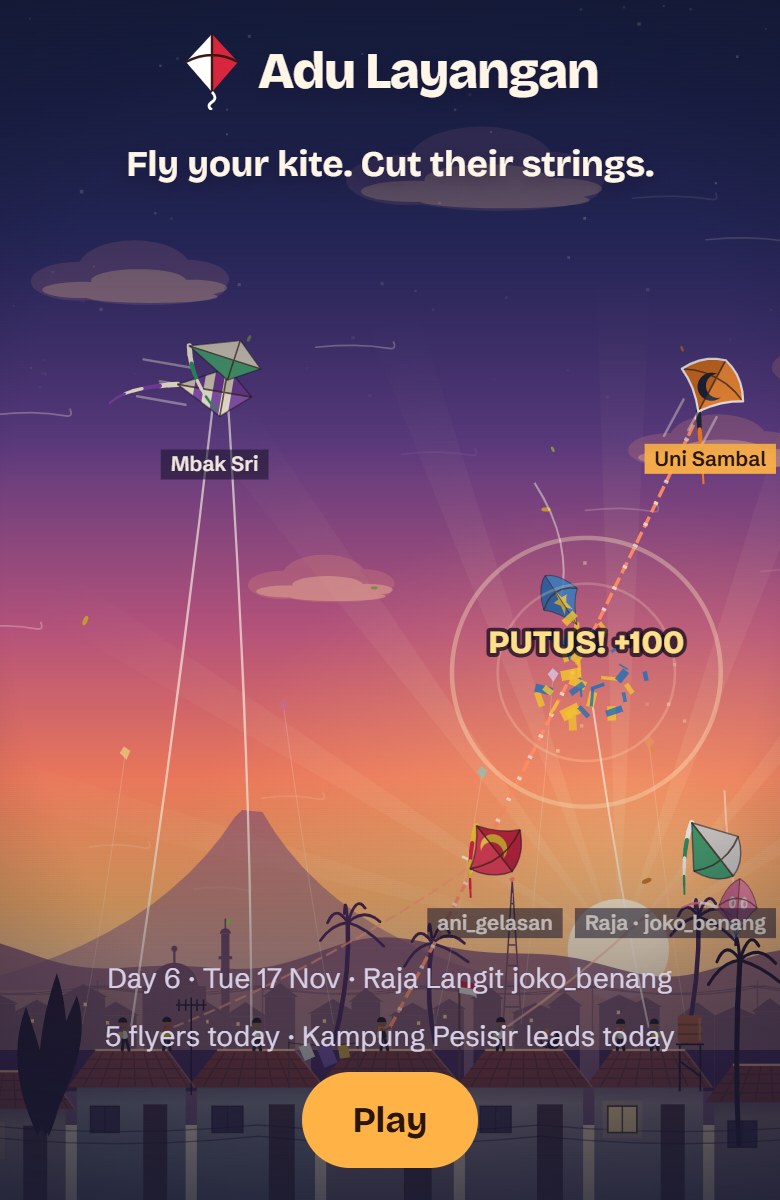 Adu Layangan
Fly your kite. Cut their strings.
Mbak Sri
Uni Sambal
PUTUS! +100
ani_gelasan
Raja · joko_benang
Day 6 · Tue 17 Nov · Raja Langit joko_benang
5 flyers today · Kampung Pesisir leads today
Play